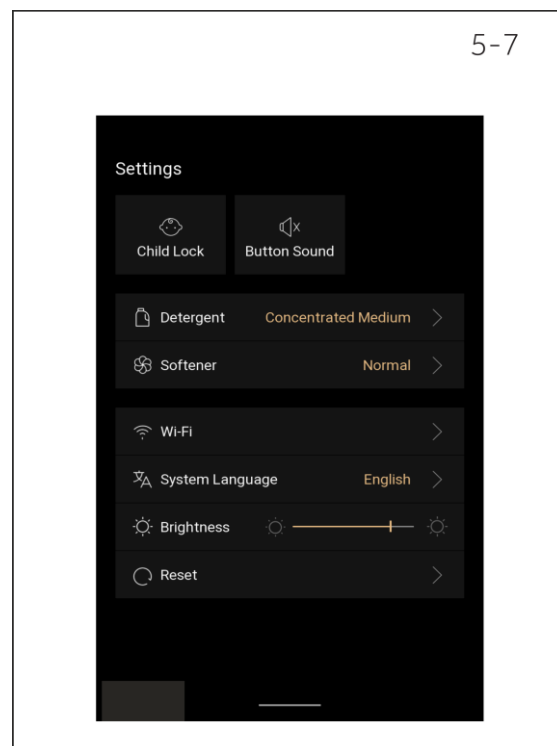 5-7
Settings
Child Lock
Button Sound
Detergent Concentrated Medium
Softener Normal
Wi-Fi
System Language English
Brightness
Reset